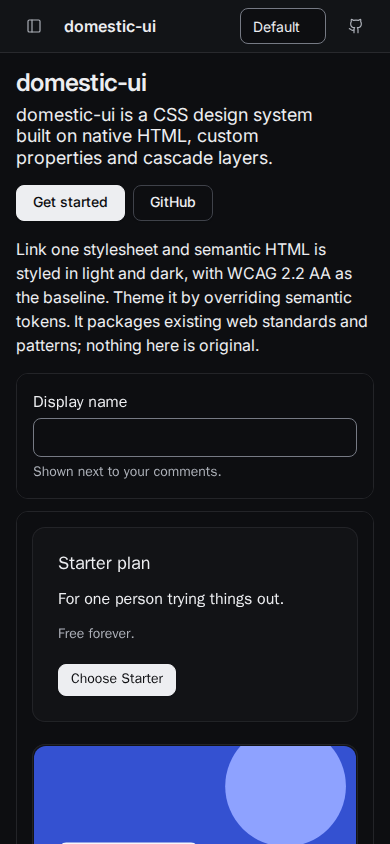 domestic-ui
Default
domestic-ui
domestic-ui is a CSS design system
built on native HTML, custom
properties and cascade layers.
Get started
GitHub
Link one stylesheet and semantic HTML is
styled in light and dark, with WCAG 2.2 AA as
the baseline. Theme it by overriding semantic
tokens. It packages existing web standards and
patterns; nothing here is original.
Display name
Shown next to your comments.
Starter plan
For one person trying things out.
Free forever.
Choose Starter